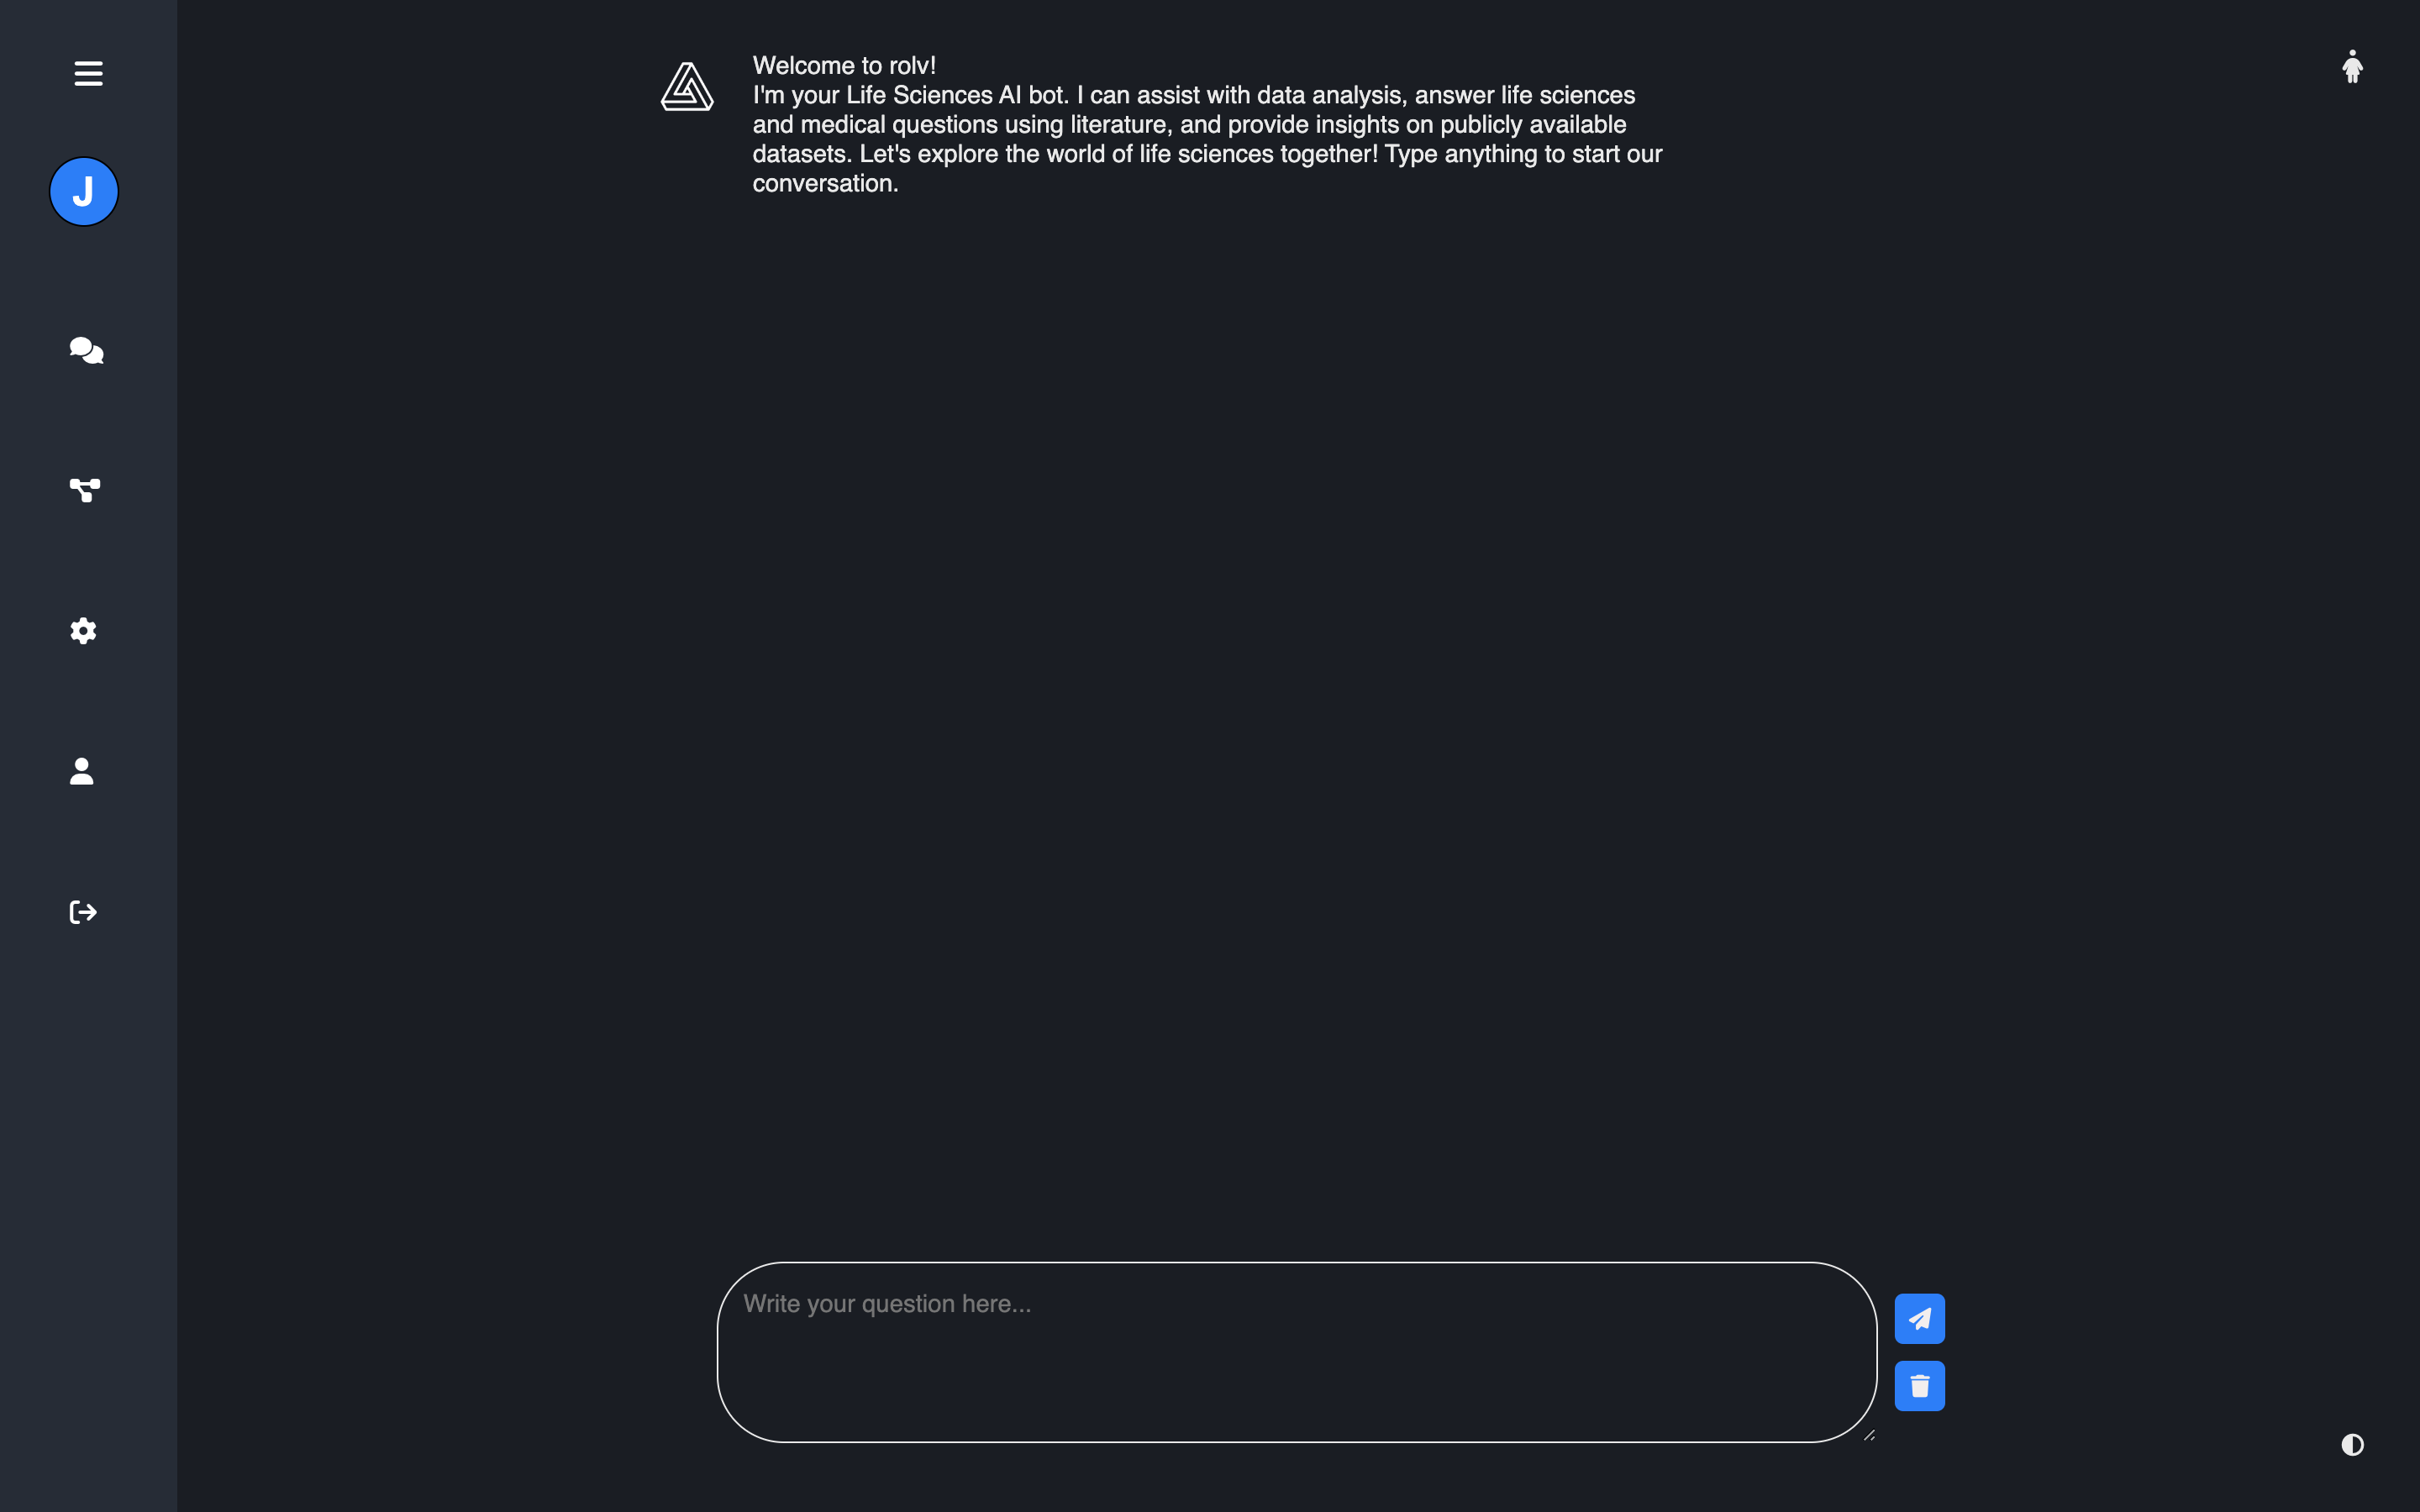 Welcome to rolv!
I'm your Life Sciences AI bot. I can assist with data analysis, answer life sciences
and medical questions using literature, and provide insights on publicly available
datasets. Let's explore the world of life sciences together! Type anything to start our
conversation.
J
Write your question here...